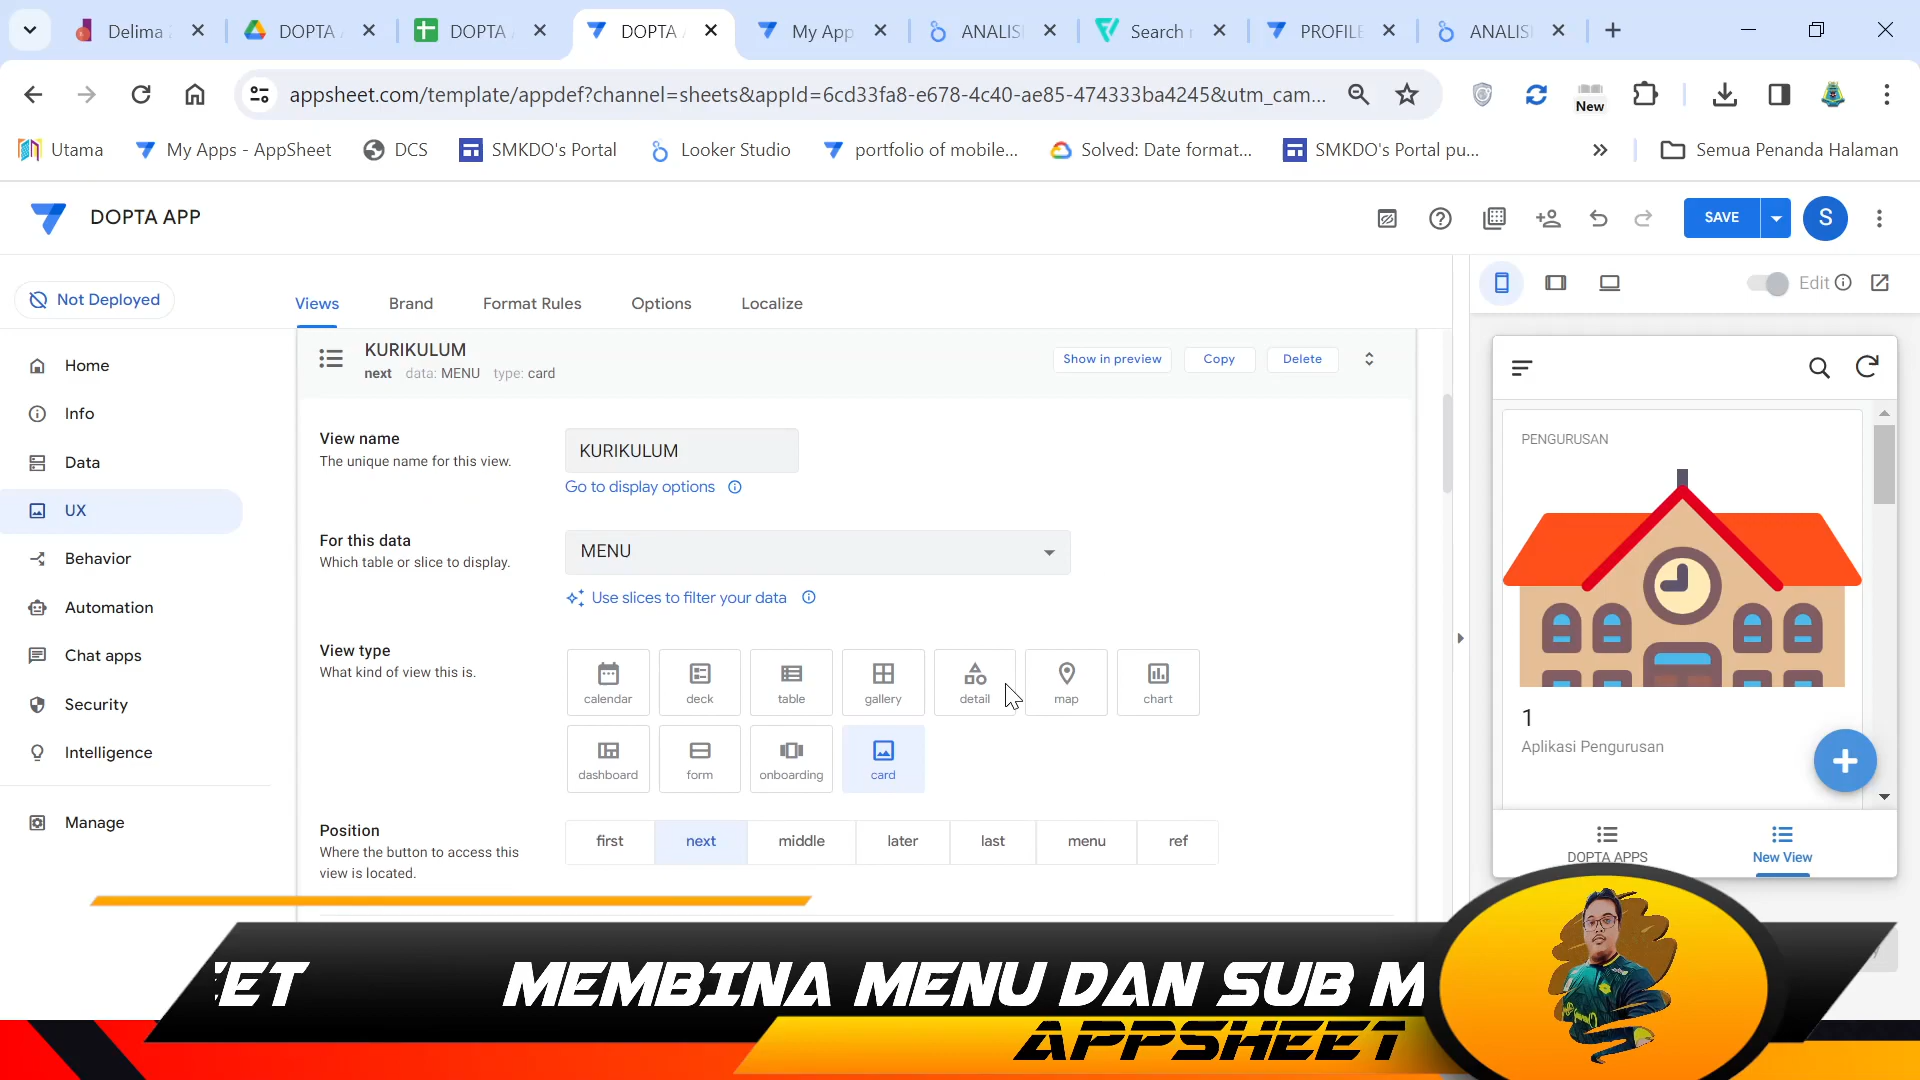 Delima
DOPTA
DOPTA
DOPTA
My App
ANALIS
Search
PROFILE
ANALIS
appsheet.com/template/appdef?channel=sheets&appId=6cd33fa8-e678-4c40-ae85-474333ba4245&utm_cam...
New
Utama
My Apps - AppSheet
DCS
SMKDO's Portal
Looker Studio
portfolio of mobile...
Solved: Date format...
SMKDO's Portal pu...
Semua Penanda Halaman
DOPTA APP
SAVE
S
Not Deployed
Views
Brand
Format Rules
Options
Localize
Edit
Home
Info
Data
UX
Behavior
Automation
Chat apps
Security
Intelligence
Manage
KURIKULUM
next data: MENU type: card
Show in preview
Copy
Delete
View name
The unique name for this view.
KURIKULUM
Go to display options
For this data
Which table or slice to display.
MENU
Use slices to filter your data
View type
What kind of view this is.
calendar
deck
table
gallery
detail
map
chart
dashboard
form
onboarding
card
Position
Where the button to access this
view is located.
first
next
middle
later
last
menu
ref
PENGURUSAN
1
Aplikasi Pengurusan
DOPTA APPS
New View
EET MEMBINA MENU DAN SUB M
APPSHEET